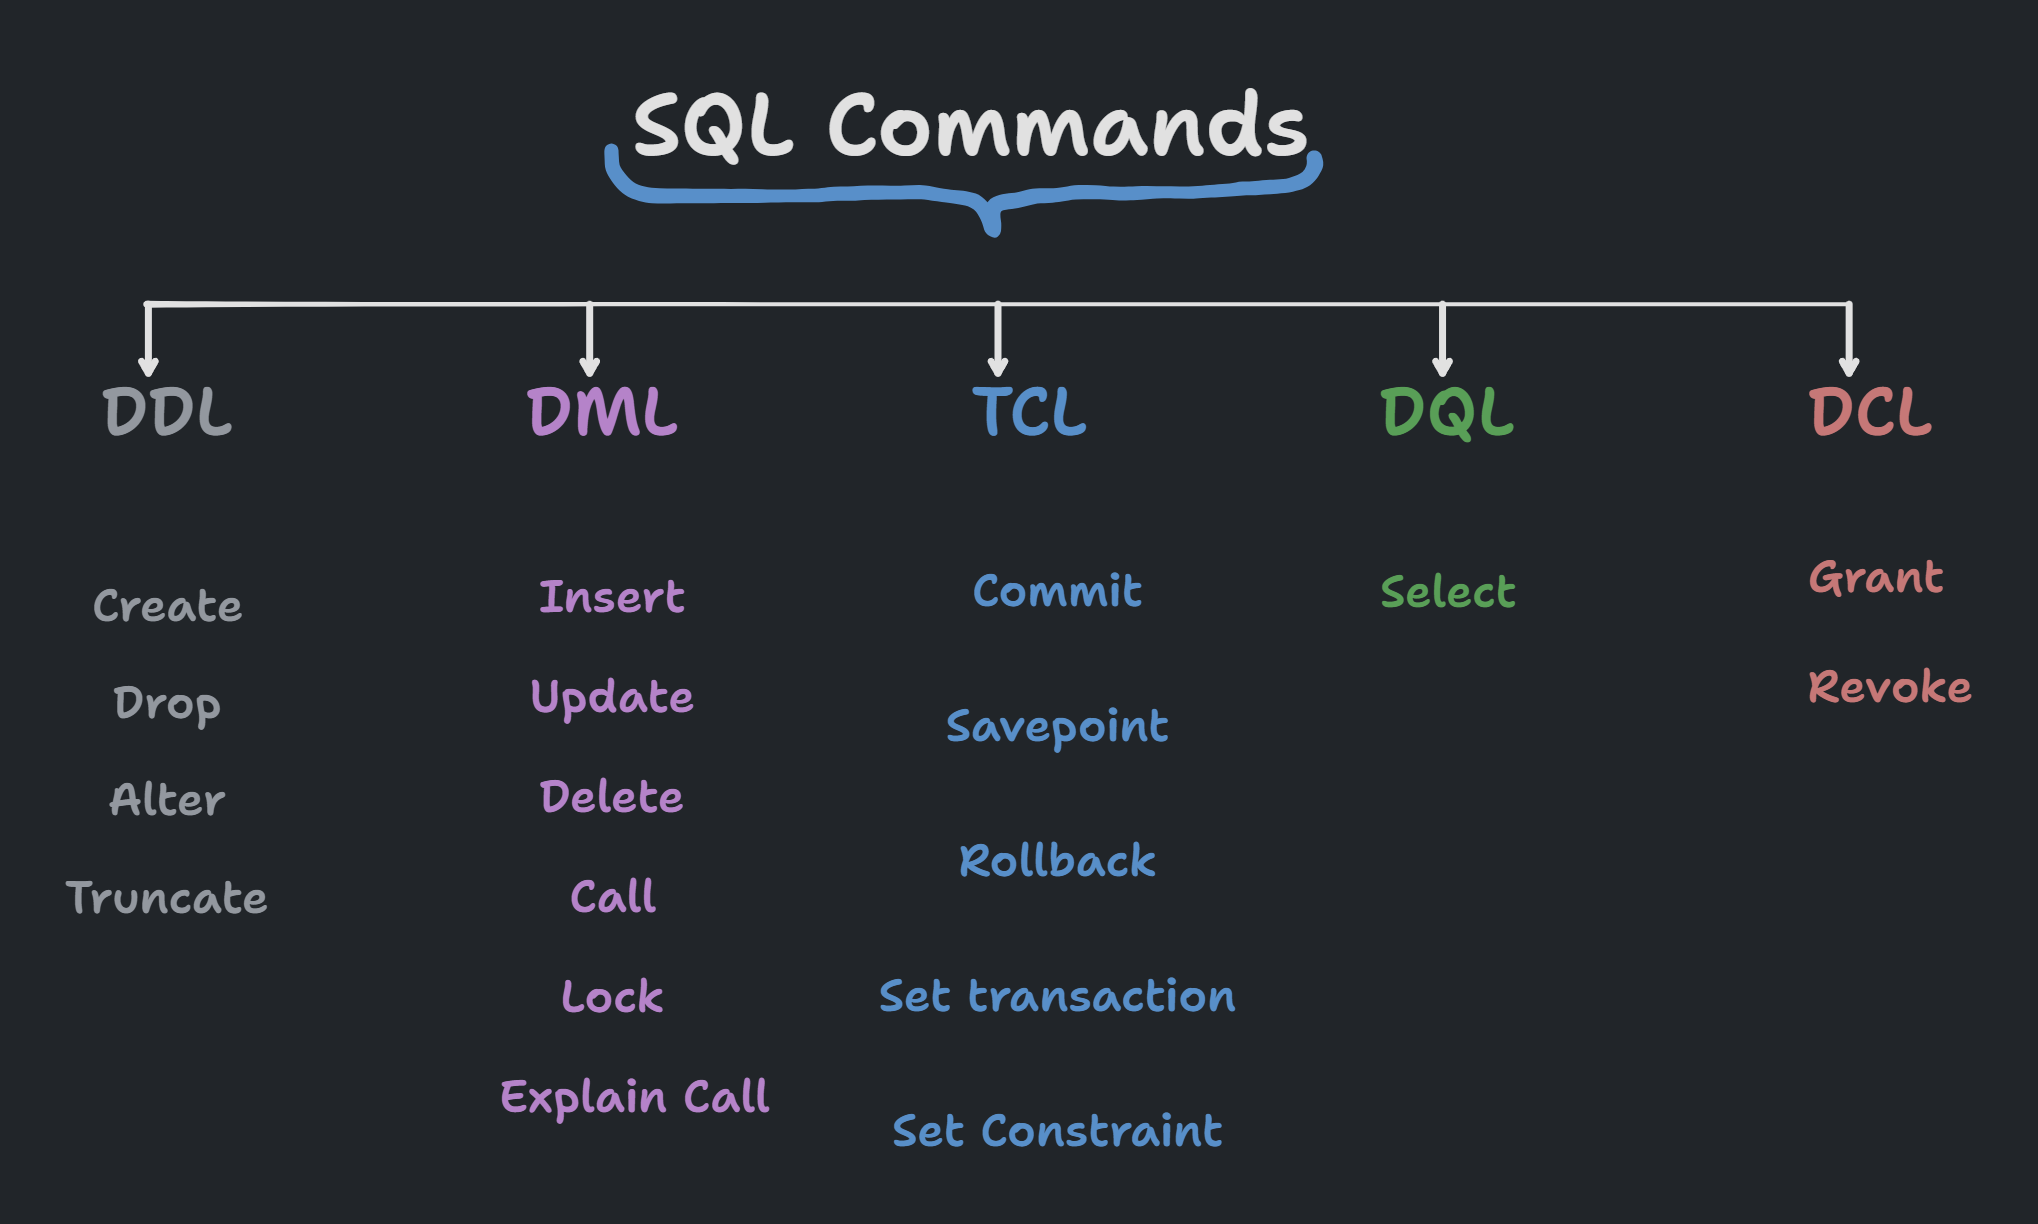 SQL Commands
DDL
Create
Drop
Alter
Truncate
DML
Insert
Update
Delete
Call
Lock
Explain Call
TCL
Commit
Savepoint
Rollback
Set transaction
Set Constraint
DQL
Select
DCL
Grant
Revoke